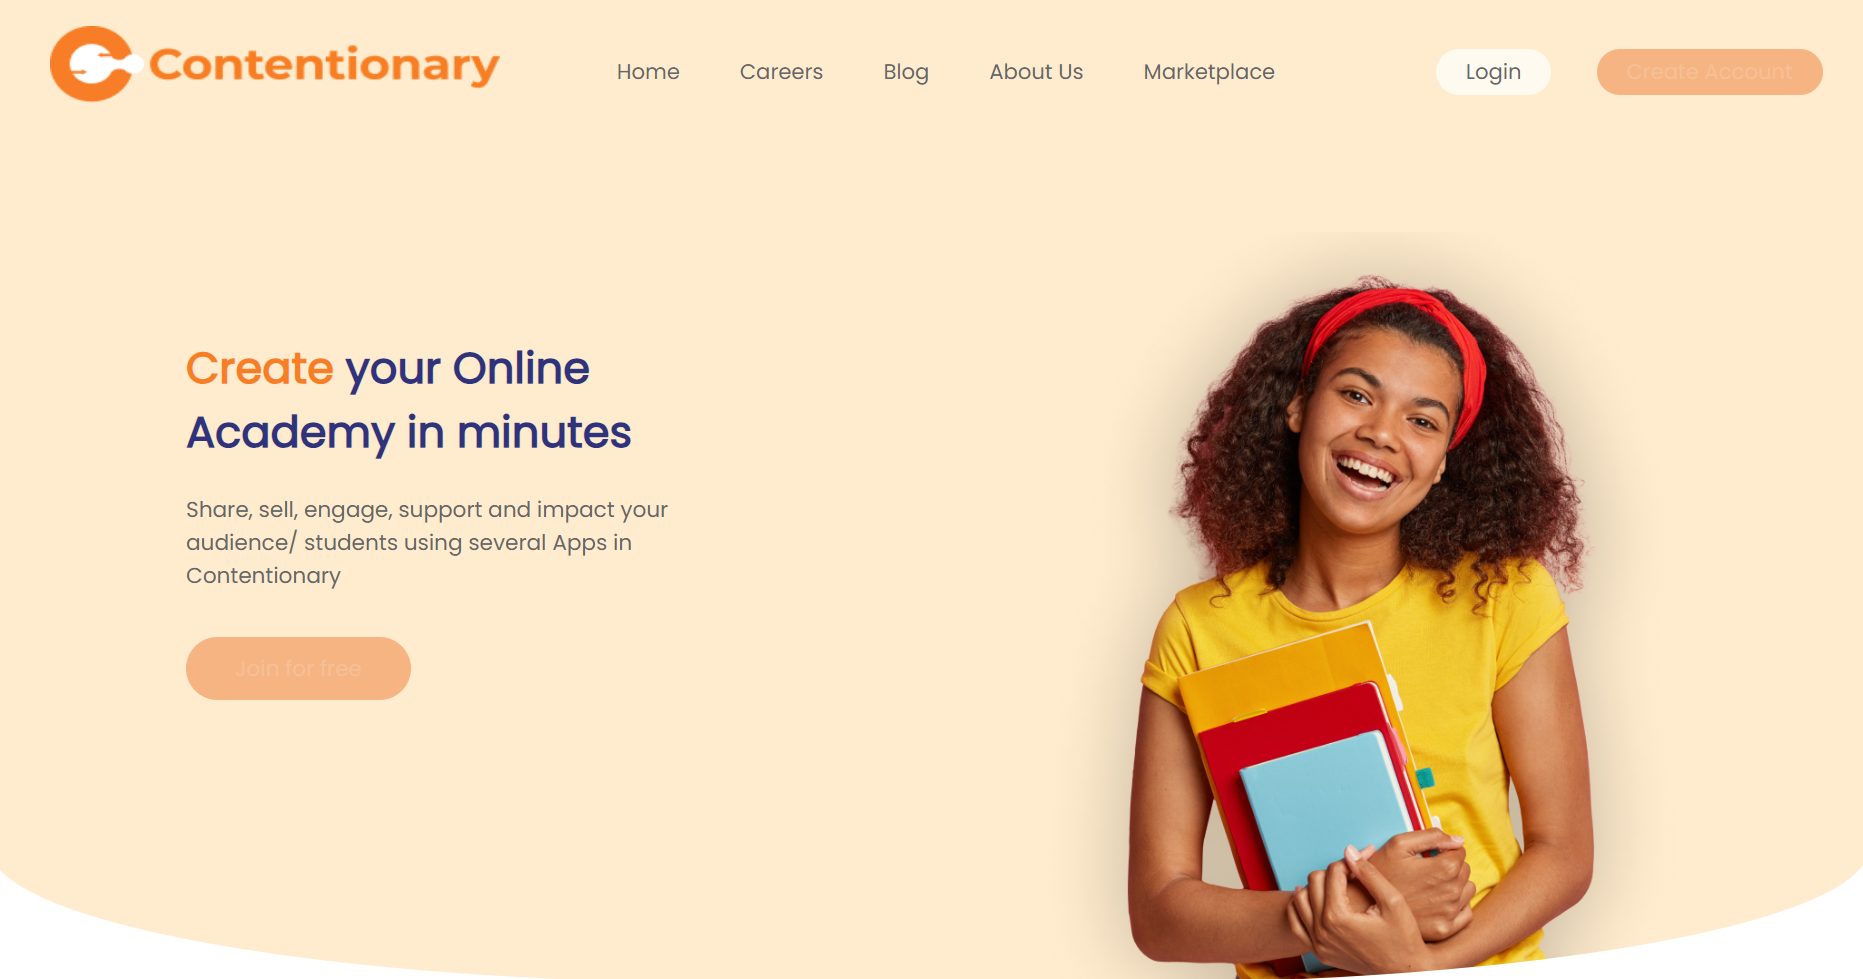 Contentionary
Home Careers Blog About Us Marketplace Login Create Account
Create your Online
Academy in minutes
Share, sell, engage, support and impact your
audience/ students using several Apps in
Contentionary
Join for free